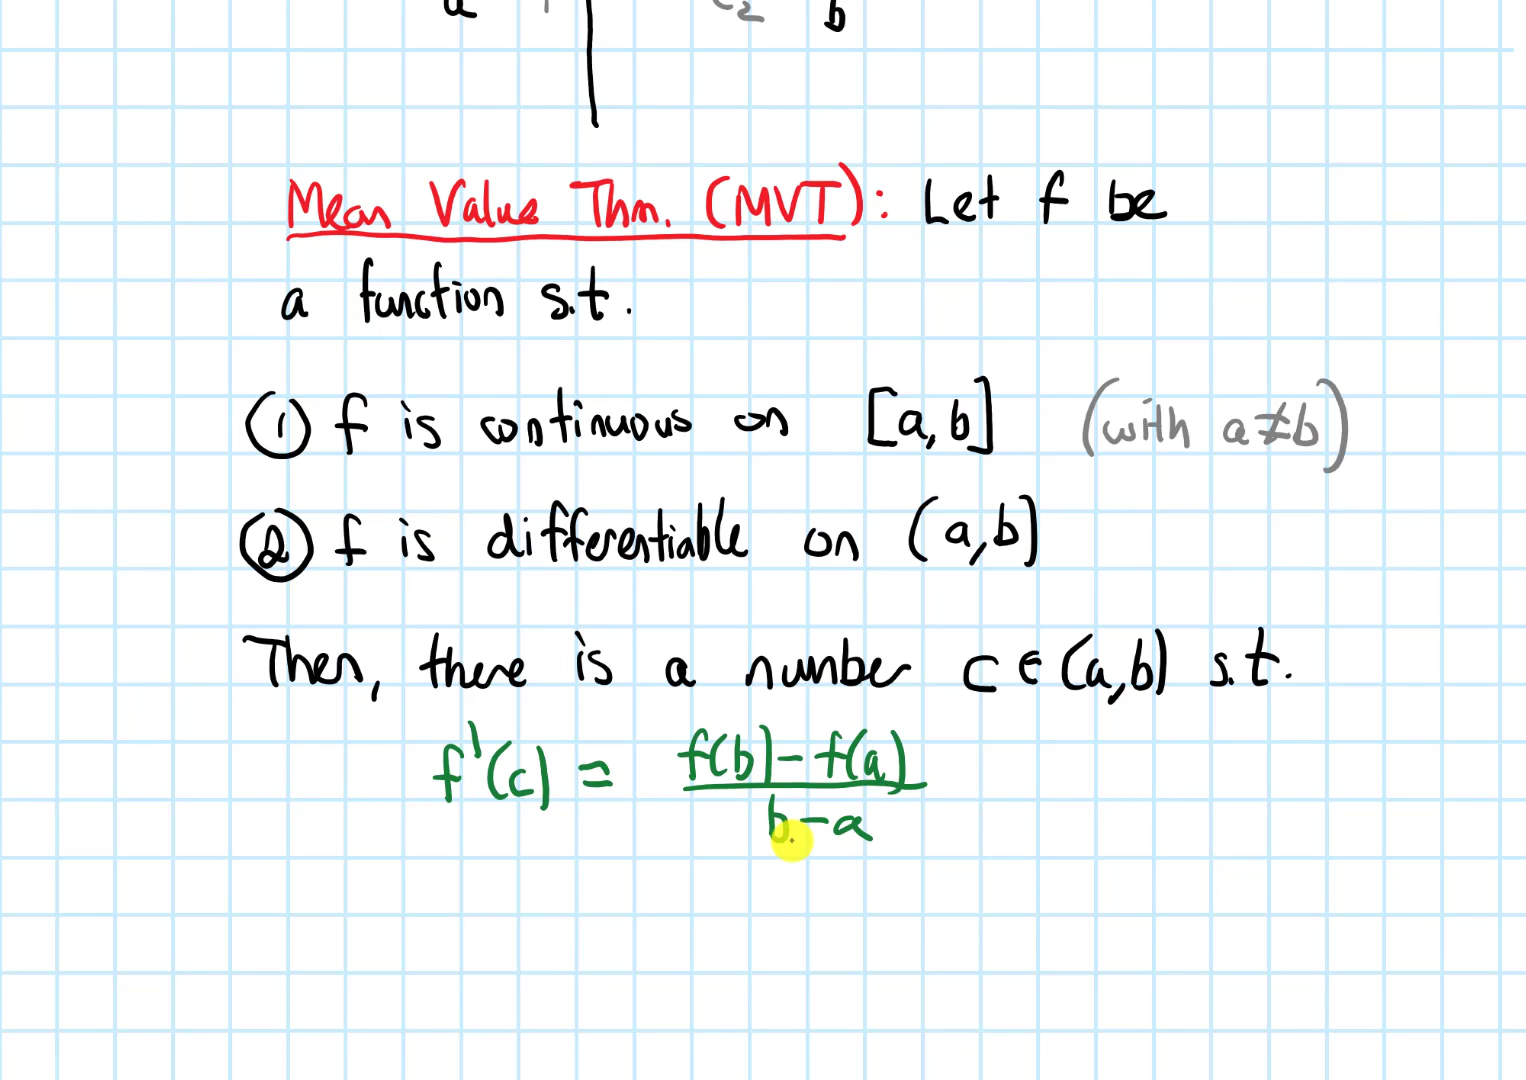 a c₂ b
Mean Value Thm. (MVT): Let f be
a function s.t.
① f is continuous on [a,b] (with a≠b)
② f is differentiable on (a,b)
Then, there is a number c ∈ (a,b) s.t.
f'(c) = f(b)-f(a)
b-a